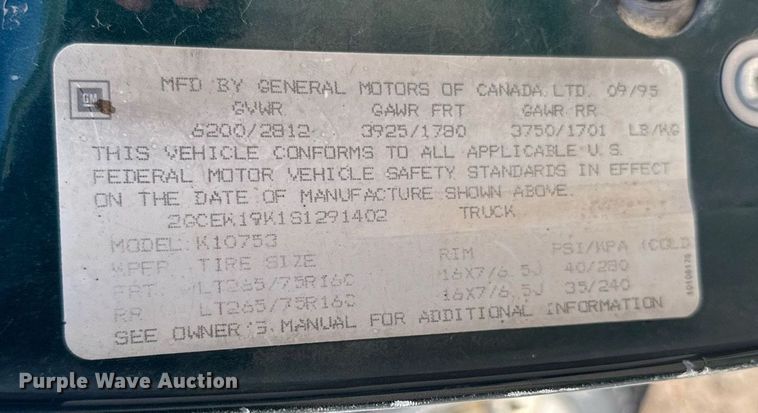 MFD BY GENERAL MOTORS OF CANADA LTD. 09/95
GM
GVWR GAWR FRT GAWR RR
6200/2812 3925/1780 3750/1701 LB/KG
THIS VEHICLE CONFORMS TO ALL APPLICABLE U.S.
FEDERAL MOTOR VEHICLE SAFETY STANDARDS IN EFFECT
ON THE DATE OF MANUFACTURE SHOWN ABOVE.
2GCEK19K1S1291402 TRUCK
MODEL: K10753
TIRE SIZE RIM PSI/KPA (COLD
FRT LT265/75R16C 16X7/6.5J 40/280
RR LT265/75R16C 16X7/6.5J 35/240
SEE OWNER'S MANUAL FOR ADDITIONAL INFORMATION
Purple Wave Auction